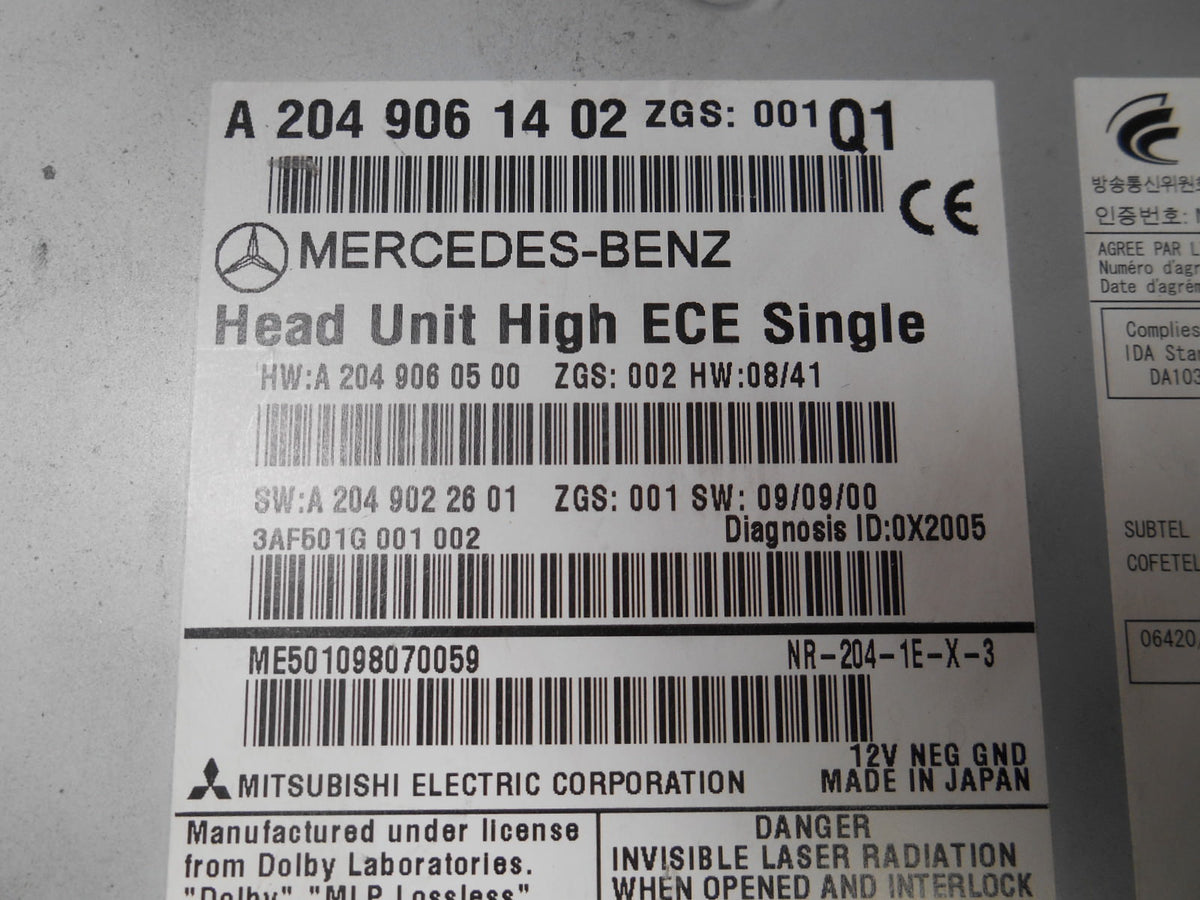 A 204 906 14 02 ZGS: 001 Q1
CE
MERCEDES-BENZ
Head Unit High ECE Single
HW:A 204 906 05 00 ZGS: 002 HW:08/41
SW:A 204 902 26 01 ZGS: 001 SW: 09/09/00
3AF501G 001 002 Diagnosis ID:0X2005
ME501098070059 NR-204-1E-X-3
12V NEG GND
MITSUBISHI ELECTRIC CORPORATION MADE IN JAPAN
Manufactured under license
from Dolby Laboratories.
"Dolby" "MLP Lossless"
DANGER
INVISIBLE LASER RADIATION
WHEN OPENED AND INTERLOCK
방송통신위원
인증번호:
AGREE PAR L
Numéro d'agr
Date d'agrém
Complies
IDA Sta
DA103
SUBTEL
COFETEL
06420